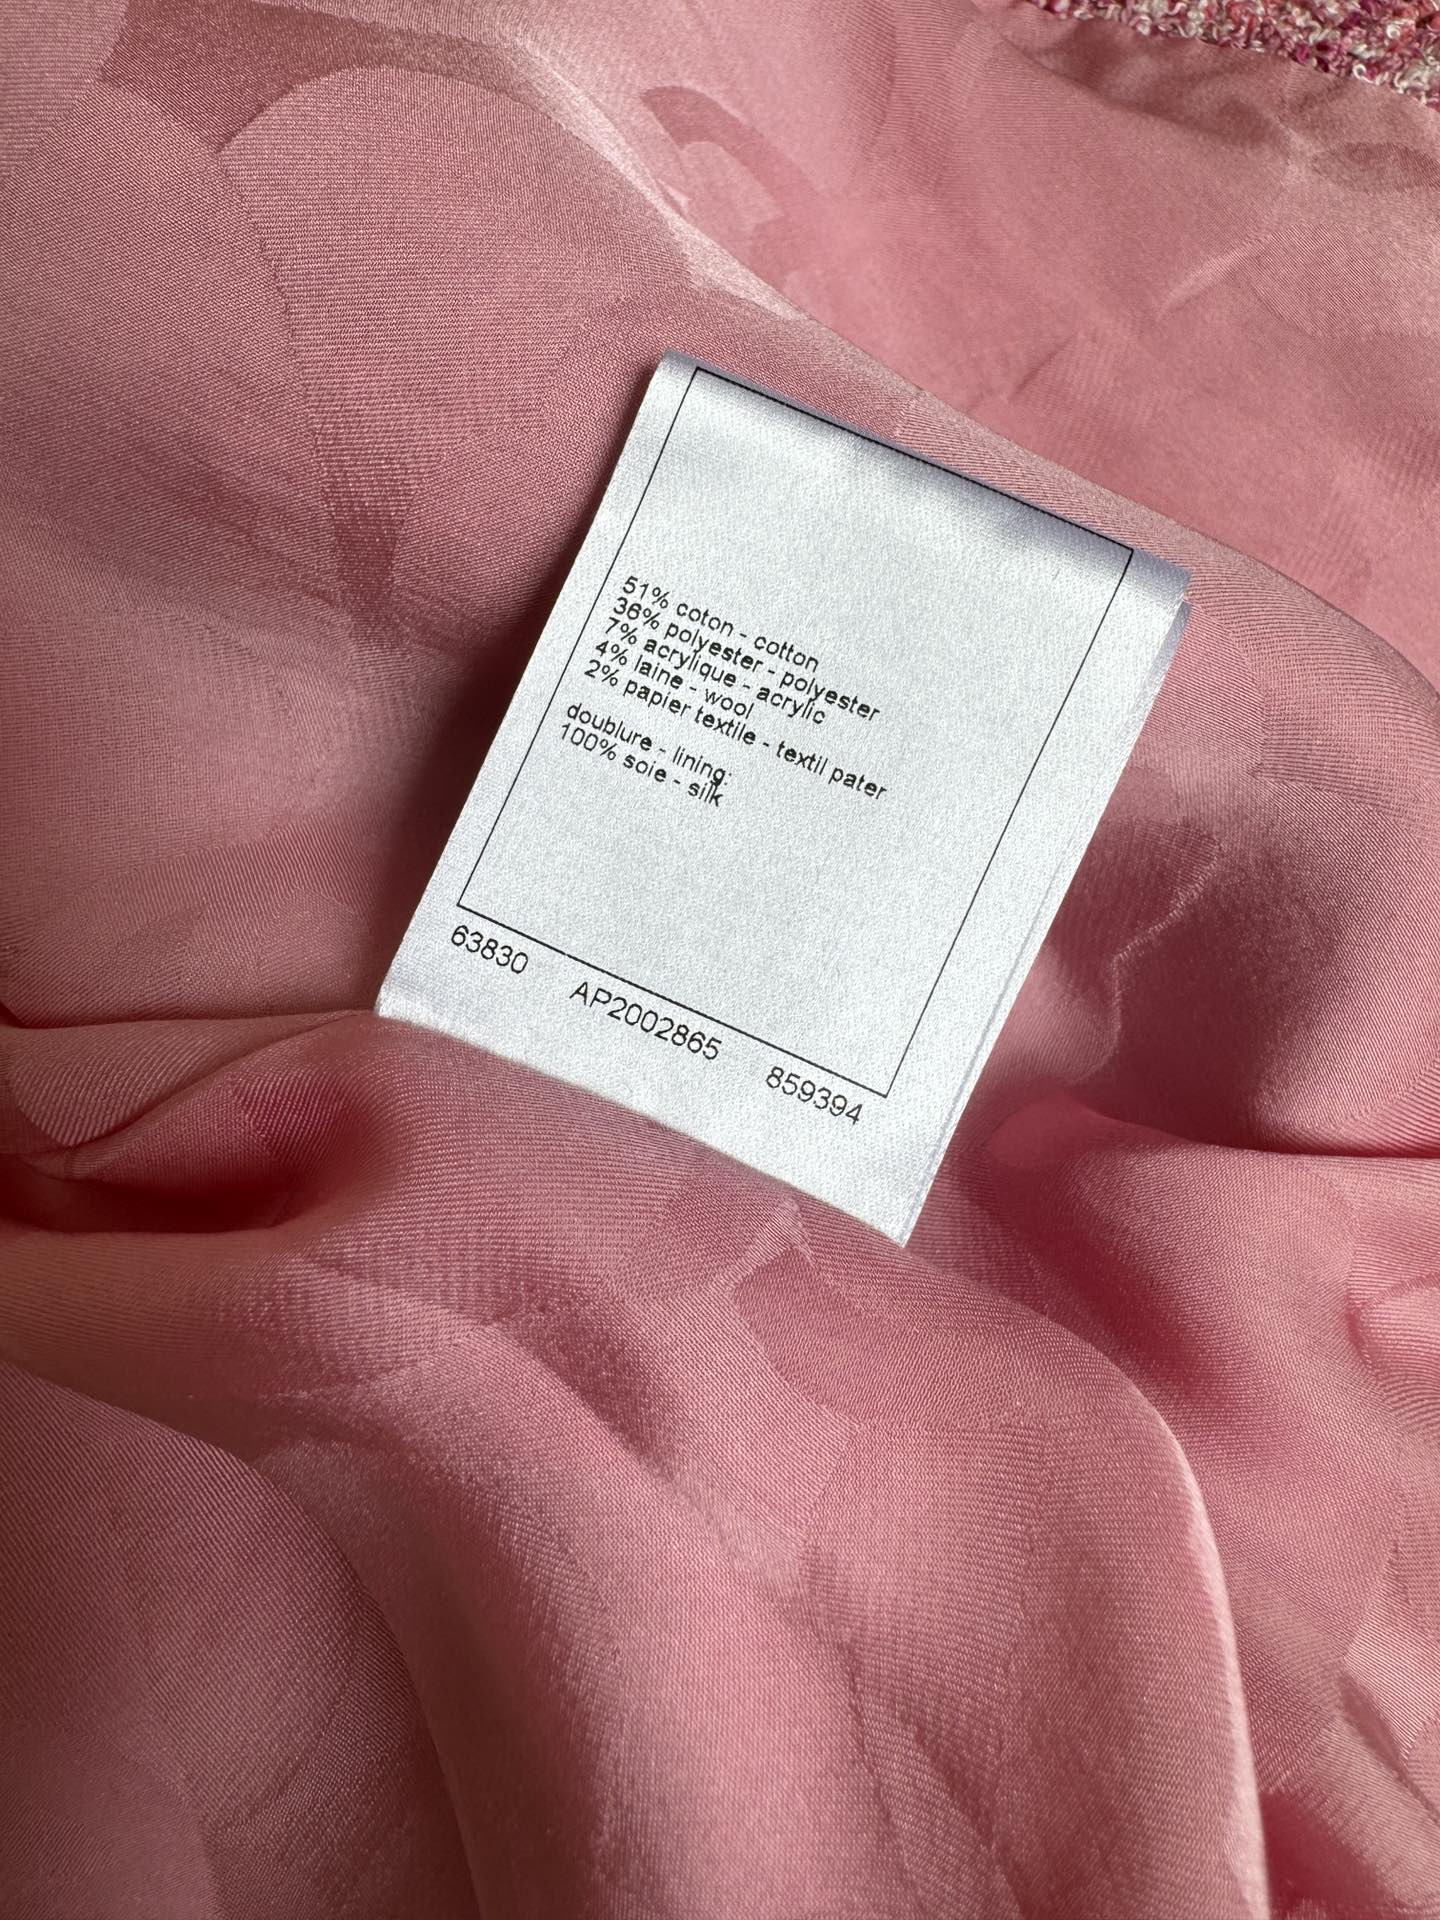 51% coton - cotton
36% polyester - polyester
7% acrylique - acrylic
4% laine - wool
2% papier textile - textil pater
doublure - lining:
100% soie - silk
63830 AP2002865 859394